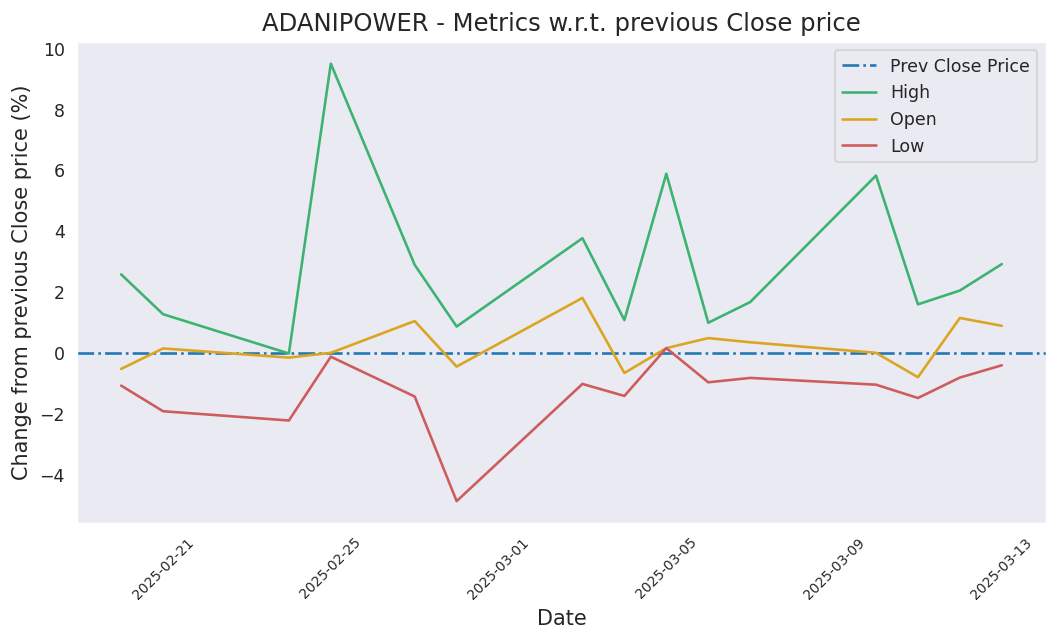 ADANIPOWER - Metrics w.r.t. previous Close price
Change from previous Close price (%)
10
8
6
4
2
0
−2
−4
Prev Close Price
High
Open
Low
2025-02-21
2025-02-25
2025-03-01
2025-03-05
2025-03-09
2025-03-13
Date